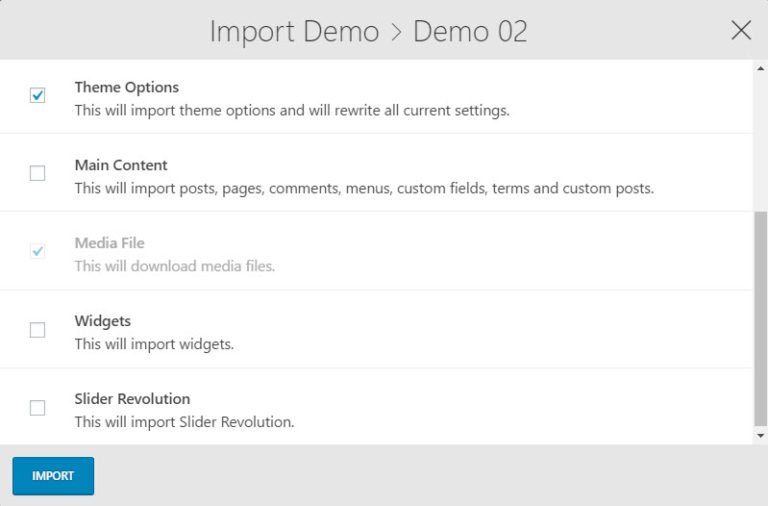 Import Demo > Demo 02
Theme Options
This will import theme options and will rewrite all current settings.
Main Content
This will import posts, pages, comments, menus, custom fields, terms and custom posts.
Media File
This will download media files.
Widgets
This will import widgets.
Slider Revolution
This will import Slider Revolution.
IMPORT